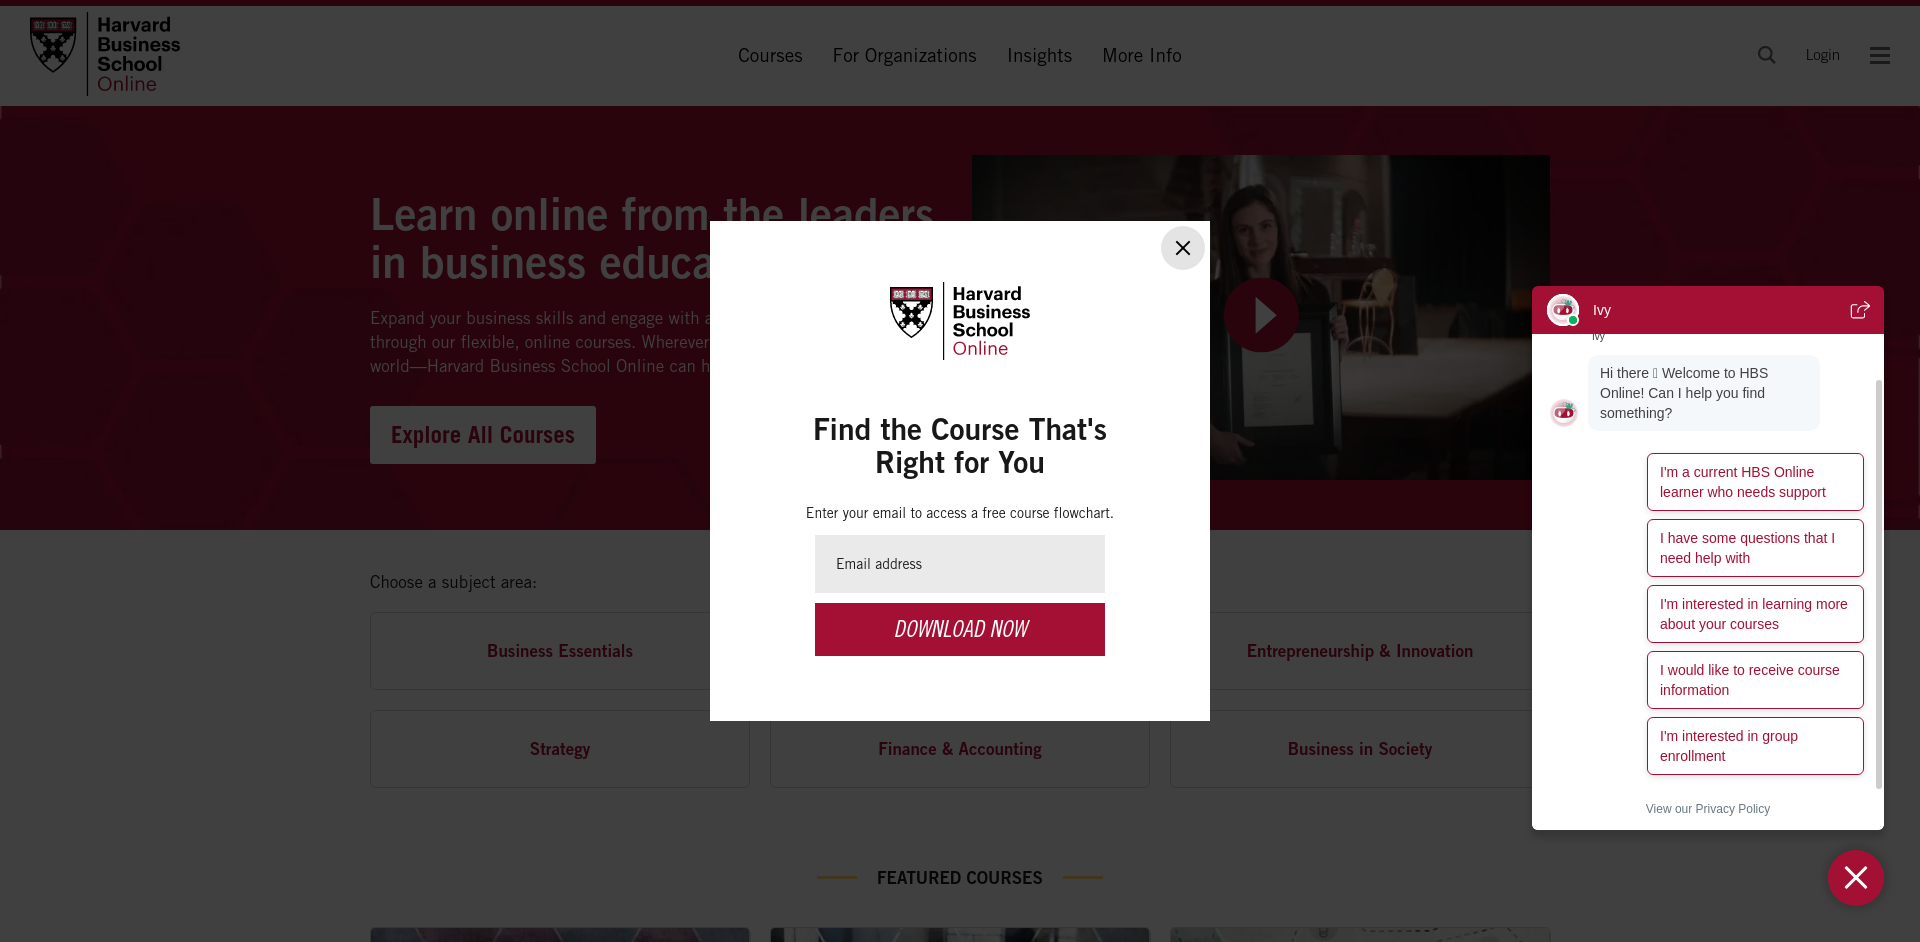 Harvard
Business
School
Online
Courses
For Organizations
Insights
More Info
Login
Learn online from the leaders
in business educa
Expand your business skills and engage with a
through our flexible, online courses. Wherever
world—Harvard Business School Online can h
Explore All Courses
Harvard
Business
School
Online
Find the Course That's
Right for You
Enter your email to access a free course flowchart.
Email address
DOWNLOAD NOW
Choose a subject area:
Business Essentials
Entrepreneurship & Innovation
Strategy
Finance & Accounting
Business in Society
FEATURED COURSES
Ivy
Ivy
Hi there ▯ Welcome to HBS
Online! Can I help you find
something?
I'm a current HBS Online
learner who needs support
I have some questions that I
need help with
I'm interested in learning more
about your courses
I would like to receive course
information
I'm interested in group
enrollment
View our Privacy Policy